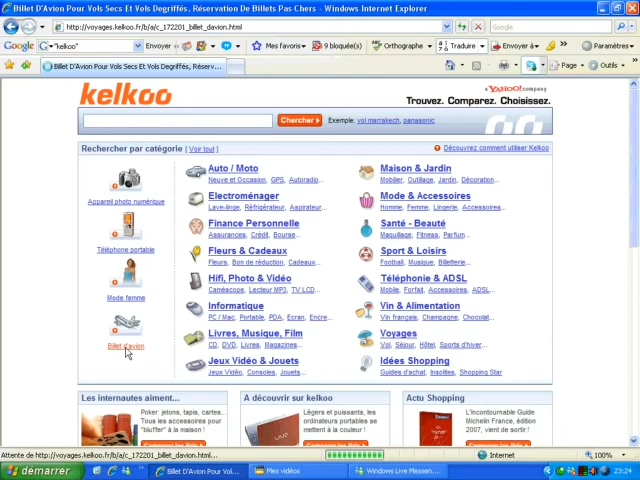 Billet D'Avion Pour Vols Secs Et Vols Degriffés, Réservation De Billets Pas Chers - Windows Internet Explorer
http://voyages.kelkoo.fr/b/a/c_172201_billet_davion.html
Google
Google
"kelkoo"
Envoyer
Mes favoris
9 bloquée(s)
Orthographe
Traduire
Envoyer à
Paramètres
Billet D'Avion Pour Vols Secs Et Vols Degriffés, Réserv...
Page
Outils
kelkoo
a YAHOO! company
Trouvez. Comparez. Choisissez.
Chercher
Exemple: vol marrakech, panasonic
Rechercher par catégorie [ Voir tout ]
Découvrez comment utiliser Kelkoo
Appareil photo numérique
Téléphone portable
Mode femme
Billet d'avion
Auto / Moto
Neuve et Occasion, GPS, Autoradio...
Electroménager
Lave-linge, Réfrigérateur, Aspirateur...
Finance Personnelle
Assurances, Crédit, Bourse...
Fleurs & Cadeaux
Fleurs, Bon de réduction, Cadeaux...
Hifi, Photo & Vidéo
Caméscope, Lecteur MP3, TV LCD...
Informatique
PC / Mac, Portable, PDA, Ecran, Encre...
Livres, Musique, Film
CD, DVD, Livres, Magazines...
Jeux Vidéo & Jouets
Jeux Vidéo, Consoles, Jouets...
Maison & Jardin
Mobilier, Outillage, Jardin, Décoration...
Mode & Accessoires
Homme, Femme, Lingerie, Accessoires...
Santé - Beauté
Maquillage, Fitness, Parfum...
Sport & Loisirs
Football, Musique, Billetterie...
Téléphonie & ADSL
Mobile, Forfait, Accessoires, ADSL...
Vin & Alimentation
Vin français, Champagne, Chocolat...
Voyages
Vol, Séjour, Hôtel, Sports d'hiver...
Idées Shopping
Guides d'achat, Insolites, Shopping Star
Les internautes aiment...
Poker: jetons, tapis, cartes...
Tous les accessoires pour
"bluffer" à la maison !
A découvrir sur kelkoo
Légers et puissants, les
ordinateurs portables se
mettent à la couleur !
Actu Shopping
L'incontournable Guide
Michelin France, édition
2007, vient de sortir !
Attente de http://voyages.kelkoo.fr/b/a/c_172201_billet_davion.html...
Internet
100%
démarrer
Billet D'Avion Pour Vol...
Mes vidéos
Windows Live Messen...
23:24